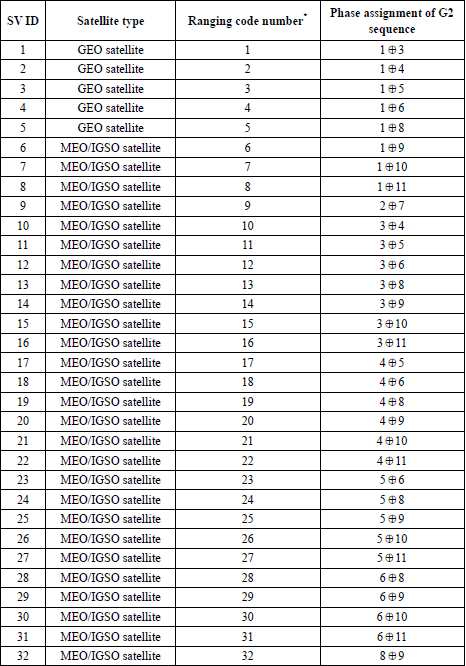 SV ID Satellite type Ranging code number* Phase assignment of G2 sequence
1 GEO satellite 1 1⊕3
2 GEO satellite 2 1⊕4
3 GEO satellite 3 1⊕5
4 GEO satellite 4 1⊕6
5 GEO satellite 5 1⊕8
6 MEO/IGSO satellite 6 1⊕9
7 MEO/IGSO satellite 7 1⊕10
8 MEO/IGSO satellite 8 1⊕11
9 MEO/IGSO satellite 9 2⊕7
10 MEO/IGSO satellite 10 3⊕4
11 MEO/IGSO satellite 11 3⊕5
12 MEO/IGSO satellite 12 3⊕6
13 MEO/IGSO satellite 13 3⊕8
14 MEO/IGSO satellite 14 3⊕9
15 MEO/IGSO satellite 15 3⊕10
16 MEO/IGSO satellite 16 3⊕11
17 MEO/IGSO satellite 17 4⊕5
18 MEO/IGSO satellite 18 4⊕6
19 MEO/IGSO satellite 19 4⊕8
20 MEO/IGSO satellite 20 4⊕9
21 MEO/IGSO satellite 21 4⊕10
22 MEO/IGSO satellite 22 4⊕11
23 MEO/IGSO satellite 23 5⊕6
24 MEO/IGSO satellite 24 5⊕8
25 MEO/IGSO satellite 25 5⊕9
26 MEO/IGSO satellite 26 5⊕10
27 MEO/IGSO satellite 27 5⊕11
28 MEO/IGSO satellite 28 6⊕8
29 MEO/IGSO satellite 29 6⊕9
30 MEO/IGSO satellite 30 6⊕10
31 MEO/IGSO satellite 31 6⊕11
32 MEO/IGSO satellite 32 8⊕9